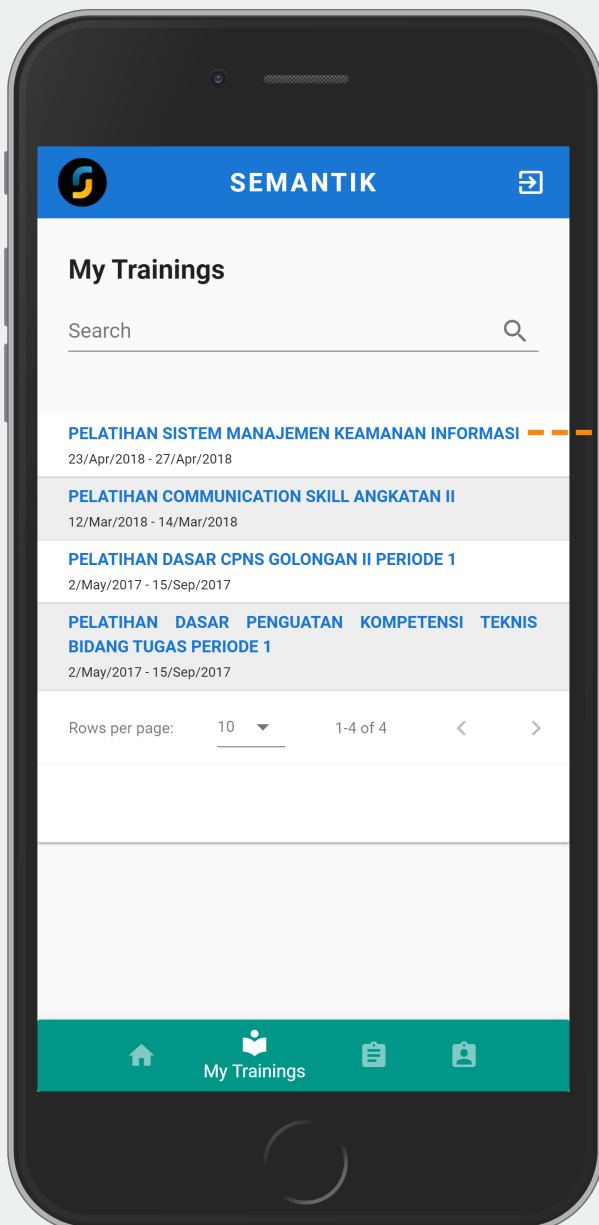 SEMANTIK
My Trainings
Search
PELATIHAN SISTEM MANAJEMEN KEAMANAN INFORMASI
23/Apr/2018 - 27/Apr/2018
PELATIHAN COMMUNICATION SKILL ANGKATAN II
12/Mar/2018 - 14/Mar/2018
PELATIHAN DASAR CPNS GOLONGAN II PERIODE 1
2/May/2017 - 15/Sep/2017
PELATIHAN DASAR PENGUATAN KOMPETENSI TEKNIS
BIDANG TUGAS PERIODE 1
2/May/2017 - 15/Sep/2017
Rows per page: 10 1-4 of 4
My Trainings